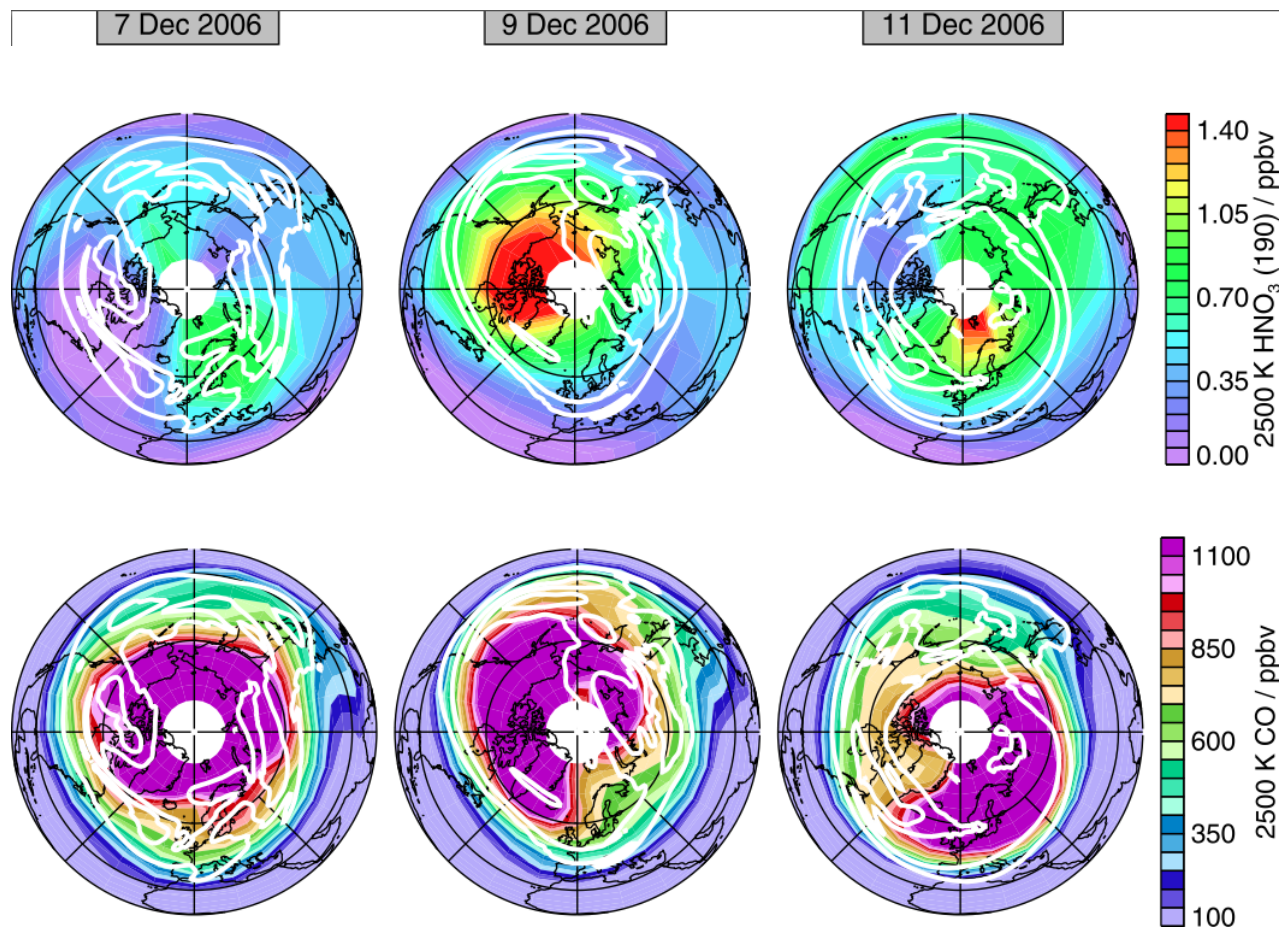 7 Dec 2006
9 Dec 2006
11 Dec 2006
1.40
1.05
0.70
0.35
0.00
2500 K HNO₃ (190) / ppbv
1100
850
600
350
100
2500 K CO / ppbv